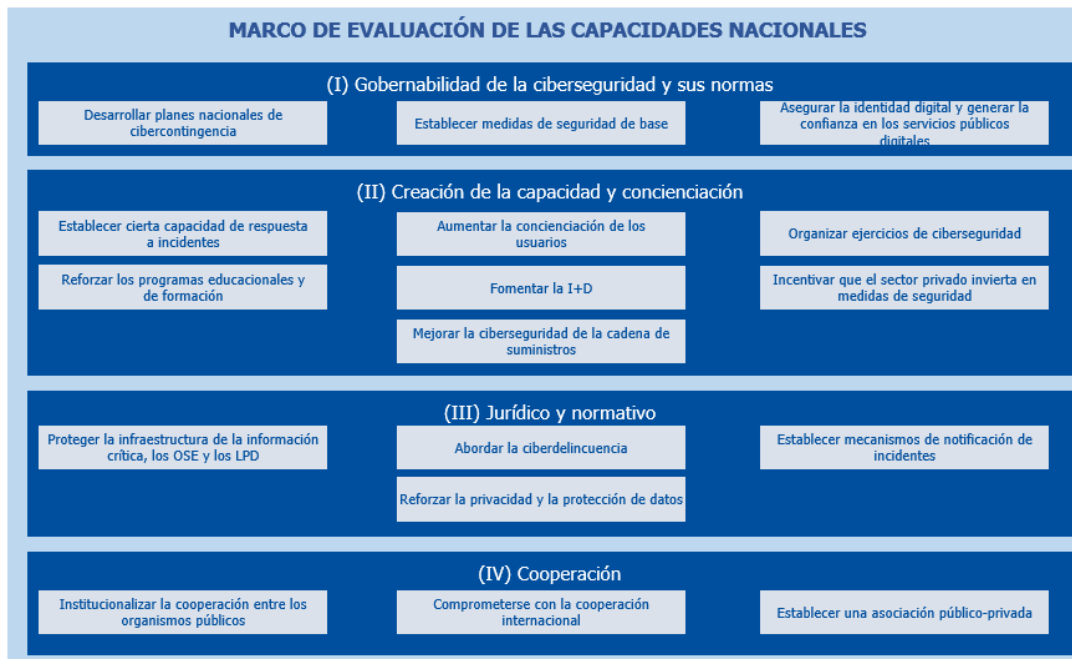 MARCO DE EVALUACIÓN DE LAS CAPACIDADES NACIONALES
(I) Gobernabilidad de la ciberseguridad y sus normas
Desarrollar planes nacionales de
cibercontingencia
Establecer medidas de seguridad de base
Asegurar la identidad digital y generar la
confianza en los servicios públicos
digitales
(II) Creación de la capacidad y concienciación
Establecer cierta capacidad de respuesta
a incidentes
Aumentar la concienciación de los
usuarios
Organizar ejercicios de ciberseguridad
Reforzar los programas educacionales y
de formación
Fomentar la I+D
Incentivar que el sector privado invierta en
medidas de seguridad
Mejorar la ciberseguridad de la cadena de
suministros
(III) Jurídico y normativo
Proteger la infraestructura de la información
crítica, los OSE y los LPD
Abordar la ciberdelincuencia
Establecer mecanismos de notificación de
incidentes
Reforzar la privacidad y la protección de datos
(IV) Cooperación
Institucionalizar la cooperación entre los
organismos públicos
Comprometerse con la cooperación
internacional
Establecer una asociación público-privada